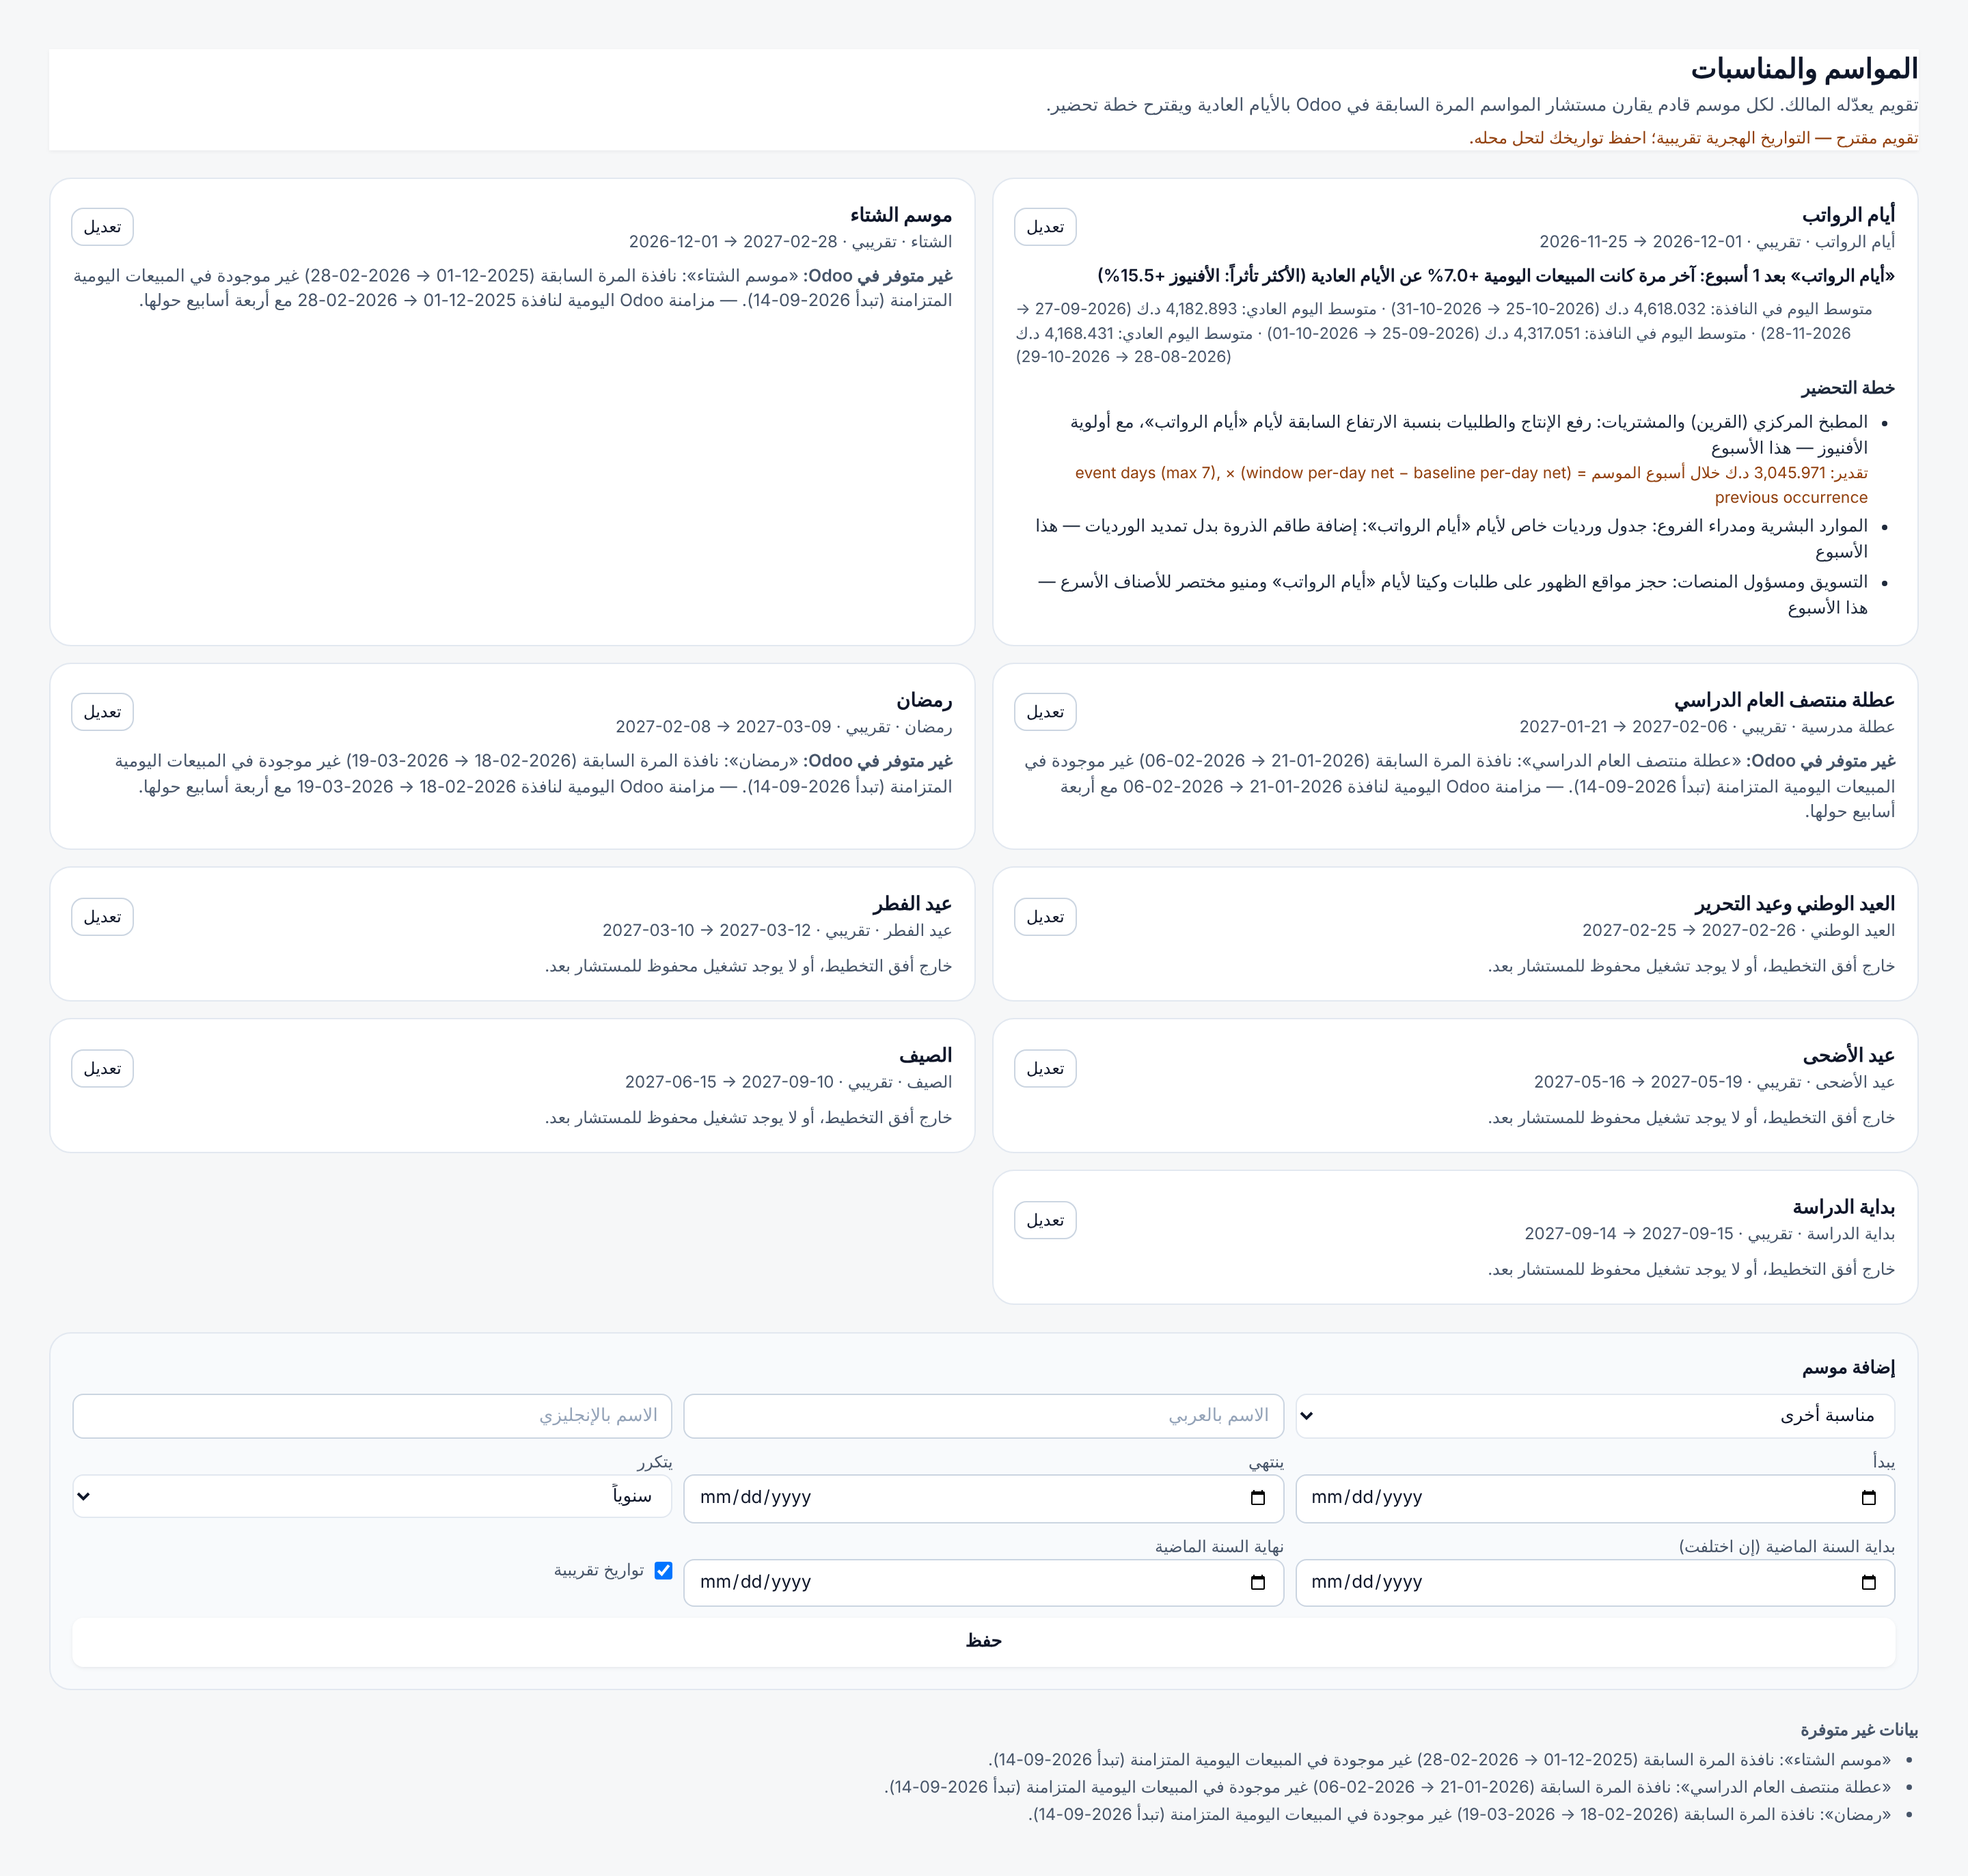 المواسم والمناسبات
تقويم يعدّله المالك. لكل موسم قادم يقارن مستشار المواسم المرة السابقة في Odoo بالأيام العادية ويقترح خطة تحضير.
تقويم مقترح — التواريخ الهجرية تقريبية؛ احفظ تواريخك لتحل محله.
أيام الرواتب
تعديل
أيام الرواتب · تقريبي · 2026-11-25 → 2026-12-01
«أيام الرواتب» بعد 1 أسبوع: آخر مرة كانت المبيعات اليومية +7.0% عن الأيام العادية (الأكثر تأثراً: الأفنيوز +15.5%)
متوسط اليوم في النافذة: 4,618.032 د.ك (2026-10-25 → 2026-10-31) · متوسط اليوم العادي: 4,182.893 د.ك (2026-09-27 →
2026-11-28) · متوسط اليوم في النافذة: 4,317.051 د.ك (2026-09-25 → 2026-10-01) · متوسط اليوم العادي: 4,168.431 د.ك
(2026-08-28 → 2026-10-29)
خطة التحضير
• المطبخ المركزي (القرين) والمشتريات: رفع الإنتاج والطلبيات بنسبة الارتفاع السابقة لأيام «أيام الرواتب»، مع أولوية
الأفنيوز — هذا الأسبوع
تقدير: 3,045.971 د.ك خلال أسبوع الموسم = event days (max 7), × (window per-day net − baseline per-day net)
previous occurrence
• الموارد البشرية ومدراء الفروع: جدول ورديات خاص لأيام «أيام الرواتب»: إضافة طاقم الذروة بدل تمديد الورديات — هذا
الأسبوع
• التسويق ومسؤول المنصات: حجز مواقع الظهور على طلبات وكيتا لأيام «أيام الرواتب» ومنيو مختصر للأصناف الأسرع —
هذا الأسبوع
موسم الشتاء
تعديل
الشتاء · تقريبي · 2026-12-01 → 2027-02-28
غير متوفر في Odoo: «موسم الشتاء»: نافذة المرة السابقة (2025-12-01 → 2026-02-28) غير موجودة في المبيعات اليومية
المتزامنة (تبدأ 2026-09-14). — مزامنة Odoo اليومية لنافذة 2025-12-01 → 2026-02-28 مع أربعة أسابيع حولها.
عطلة منتصف العام الدراسي
تعديل
عطلة مدرسية · تقريبي · 2027-01-21 → 2027-02-06
غير متوفر في Odoo: «عطلة منتصف العام الدراسي»: نافذة المرة السابقة (2026-01-21 → 2026-02-06) غير موجودة في
المبيعات اليومية المتزامنة (تبدأ 2026-09-14). — مزامنة Odoo اليومية لنافذة 2026-01-21 → 2026-02-06 مع أربعة
أسابيع حولها.
رمضان
تعديل
رمضان · تقريبي · 2027-02-08 → 2027-03-09
غير متوفر في Odoo: «رمضان»: نافذة المرة السابقة (2026-02-18 → 2026-03-19) غير موجودة في المبيعات اليومية
المتزامنة (تبدأ 2026-09-14). — مزامنة Odoo اليومية لنافذة 2026-02-18 → 2026-03-19 مع أربعة أسابيع حولها.
العيد الوطني وعيد التحرير
تعديل
العيد الوطني · 2027-02-25 → 2027-02-26
خارج أفق التخطيط، أو لا يوجد تشغيل محفوظ للمستشار بعد.
عيد الفطر
تعديل
عيد الفطر · تقريبي · 2027-03-10 → 2027-03-12
خارج أفق التخطيط، أو لا يوجد تشغيل محفوظ للمستشار بعد.
عيد الأضحى
تعديل
عيد الأضحى · تقريبي · 2027-05-16 → 2027-05-19
خارج أفق التخطيط، أو لا يوجد تشغيل محفوظ للمستشار بعد.
الصيف
تعديل
الصيف · تقريبي · 2027-06-15 → 2027-09-10
خارج أفق التخطيط، أو لا يوجد تشغيل محفوظ للمستشار بعد.
بداية الدراسة
تعديل
بداية الدراسة · تقريبي · 2027-09-14 → 2027-09-15
خارج أفق التخطيط، أو لا يوجد تشغيل محفوظ للمستشار بعد.
إضافة موسم
مناسبة أخرى
الاسم بالعربي
الاسم بالإنجليزي
يبدأ
ينتهي
يتكرر
mm/dd/yyyy
mm/dd/yyyy
سنوياً
بداية السنة الماضية (إن اختلفت)
نهاية السنة الماضية
mm/dd/yyyy
mm/dd/yyyy
تواريخ تقريبية
حفظ
بيانات غير متوفرة
• «موسم الشتاء»: نافذة المرة السابقة (2025-12-01 → 2026-02-28) غير موجودة في المبيعات اليومية المتزامنة (تبدأ 2026-09-14).
• «عطلة منتصف العام الدراسي»: نافذة المرة السابقة (2026-01-21 → 2026-02-06) غير موجودة في المبيعات اليومية المتزامنة (تبدأ 2026-09-14).
• «رمضان»: نافذة المرة السابقة (2026-02-18 → 2026-03-19) غير موجودة في المبيعات اليومية المتزامنة (تبدأ 2026-09-14).